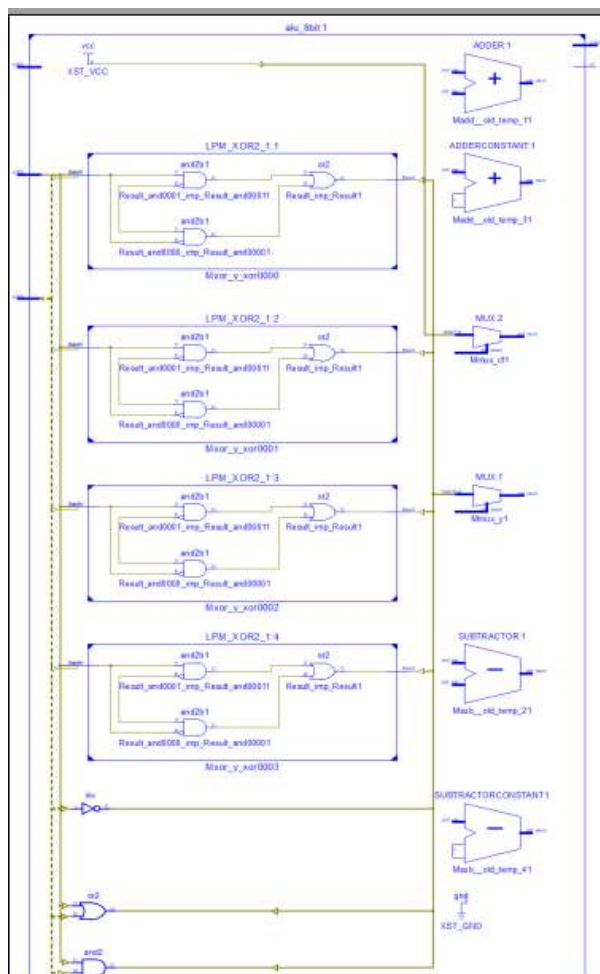 alu_8bit:1
vcc
XST_VCC
ADDER:1
Madd__old_temp_11
LPM_XOR2_1:1
and2b1
or2
Result_and0001_imp_Result_and00011
Result_imp_Result1
and2b1
Result_and0000_imp_Result_and00001
Mxor_y_xor0000
ADDERCONSTANT:1
Madd__old_temp_31
LPM_XOR2_1:2
and2b1
or2
Result_and0001_imp_Result_and00011
Result_imp_Result1
and2b1
Result_and0000_imp_Result_and00001
Mxor_y_xor0001
MUX:2
Mmux_cf1
LPM_XOR2_1:3
and2b1
or2
Result_and0001_imp_Result_and00011
Result_imp_Result1
and2b1
Result_and0000_imp_Result_and00001
Mxor_y_xor0002
MUX:1
Mmux_y1
LPM_XOR2_1:4
and2b1
or2
Result_and0001_imp_Result_and00011
Result_imp_Result1
and2b1
Result_and0000_imp_Result_and00001
Mxor_y_xor0003
SUBTRACTOR:1
Msub__old_temp_21
inv
SUBTRACTORCONSTANT:1
Msub__old_temp_41
or2
gnd
XST_GND
and2